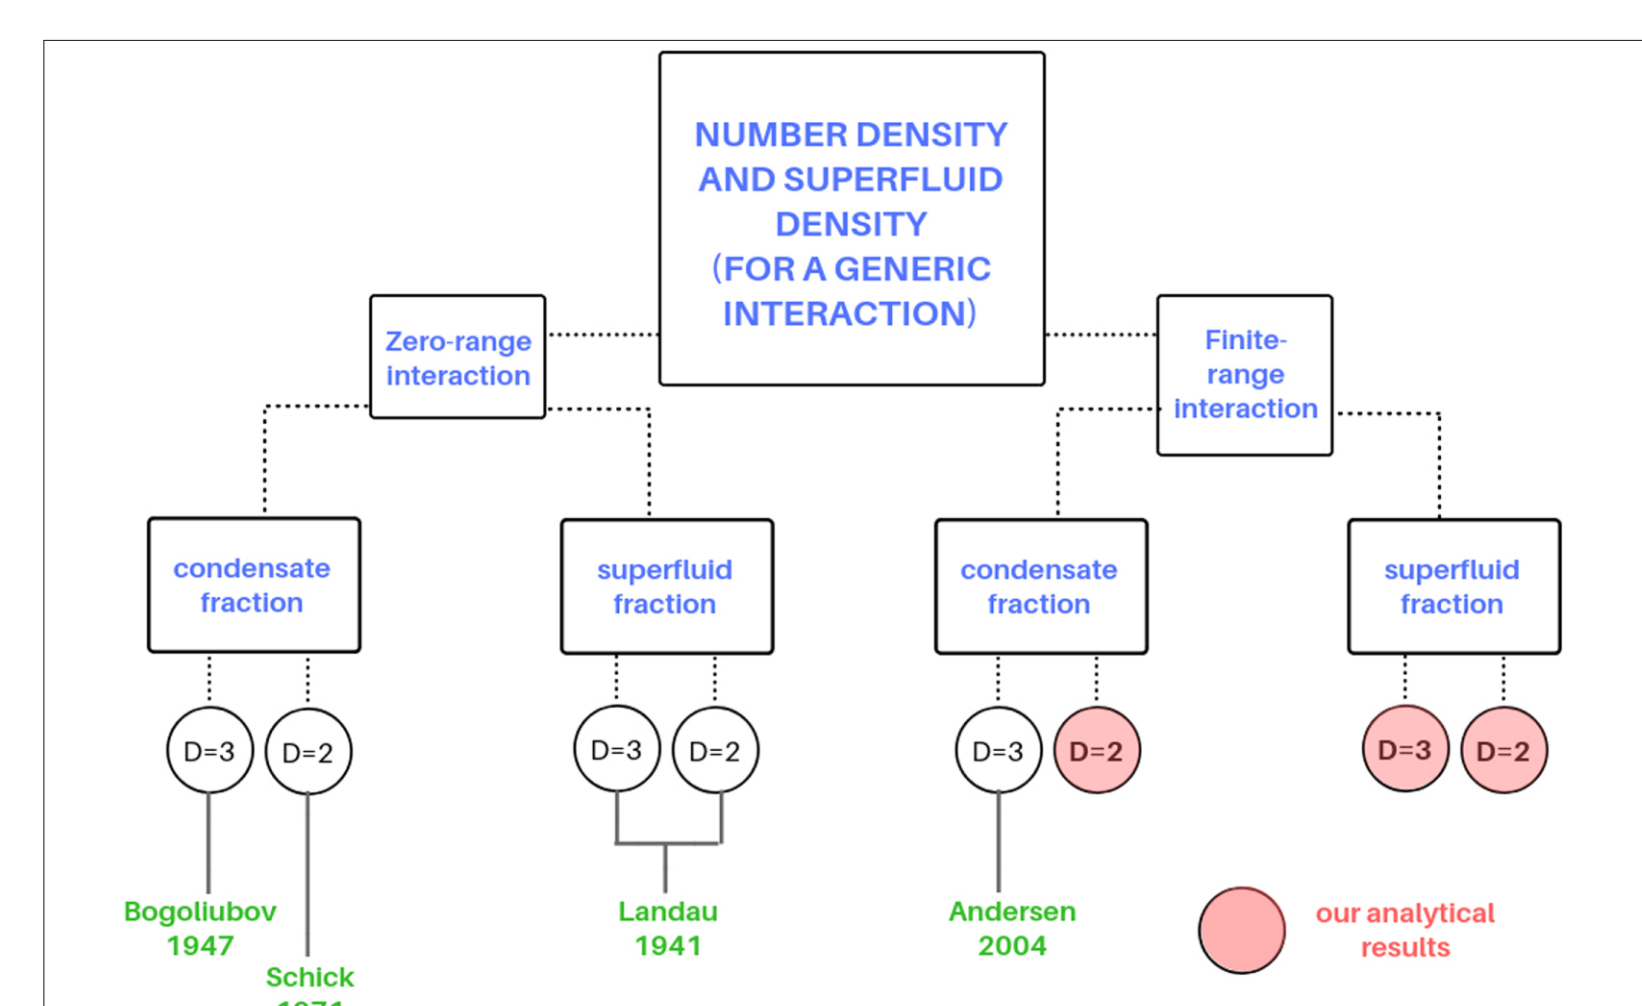 NUMBER DENSITY
AND SUPERFLUID
DENSITY
(FOR A GENERIC
INTERACTION)
Zero-range
interaction
Finite-
range
interaction
condensate
fraction
superfluid
fraction
condensate
fraction
superfluid
fraction
D=3
D=2
D=3
D=2
D=3
D=2
D=3
D=2
Bogoliubov
1947
Schick
Landau
1941
Andersen
2004
our analytical
results